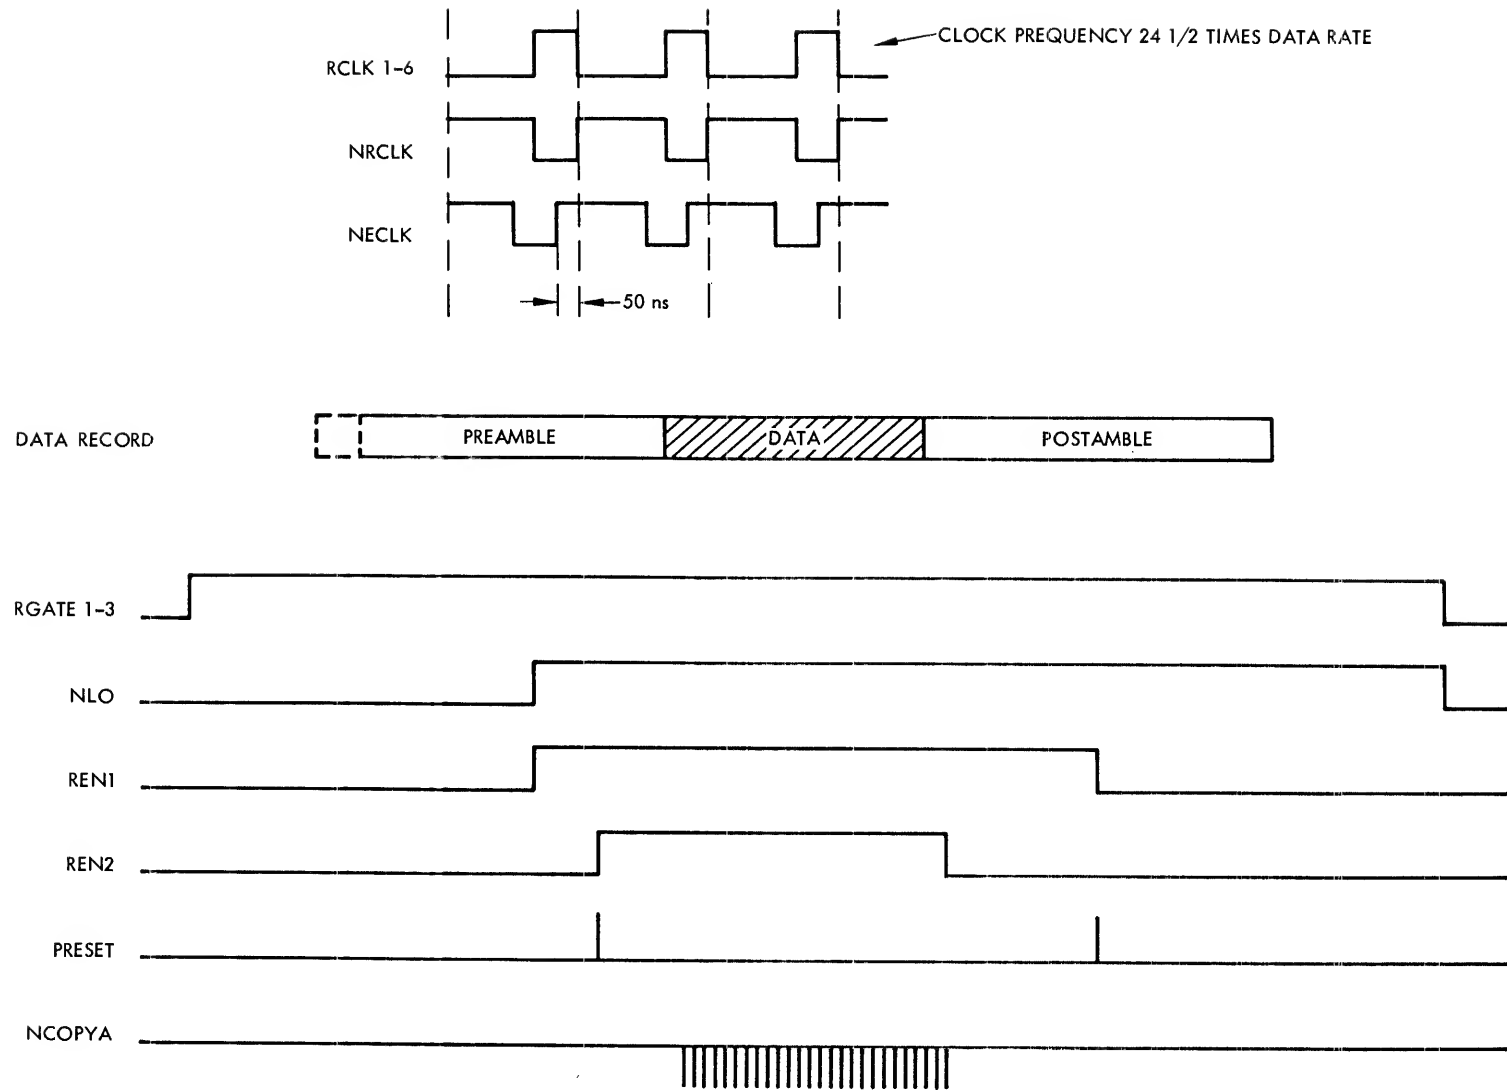 CLOCK PREQUENCY 24 1/2 TIMES DATA RATE
RCLK 1-6
NRCLK
NECLK
50 ns
DATA RECORD
PREAMBLE
DATA
POSTAMBLE
RGATE 1-3
NLO
REN1
REN2
PRESET
NCOPYA